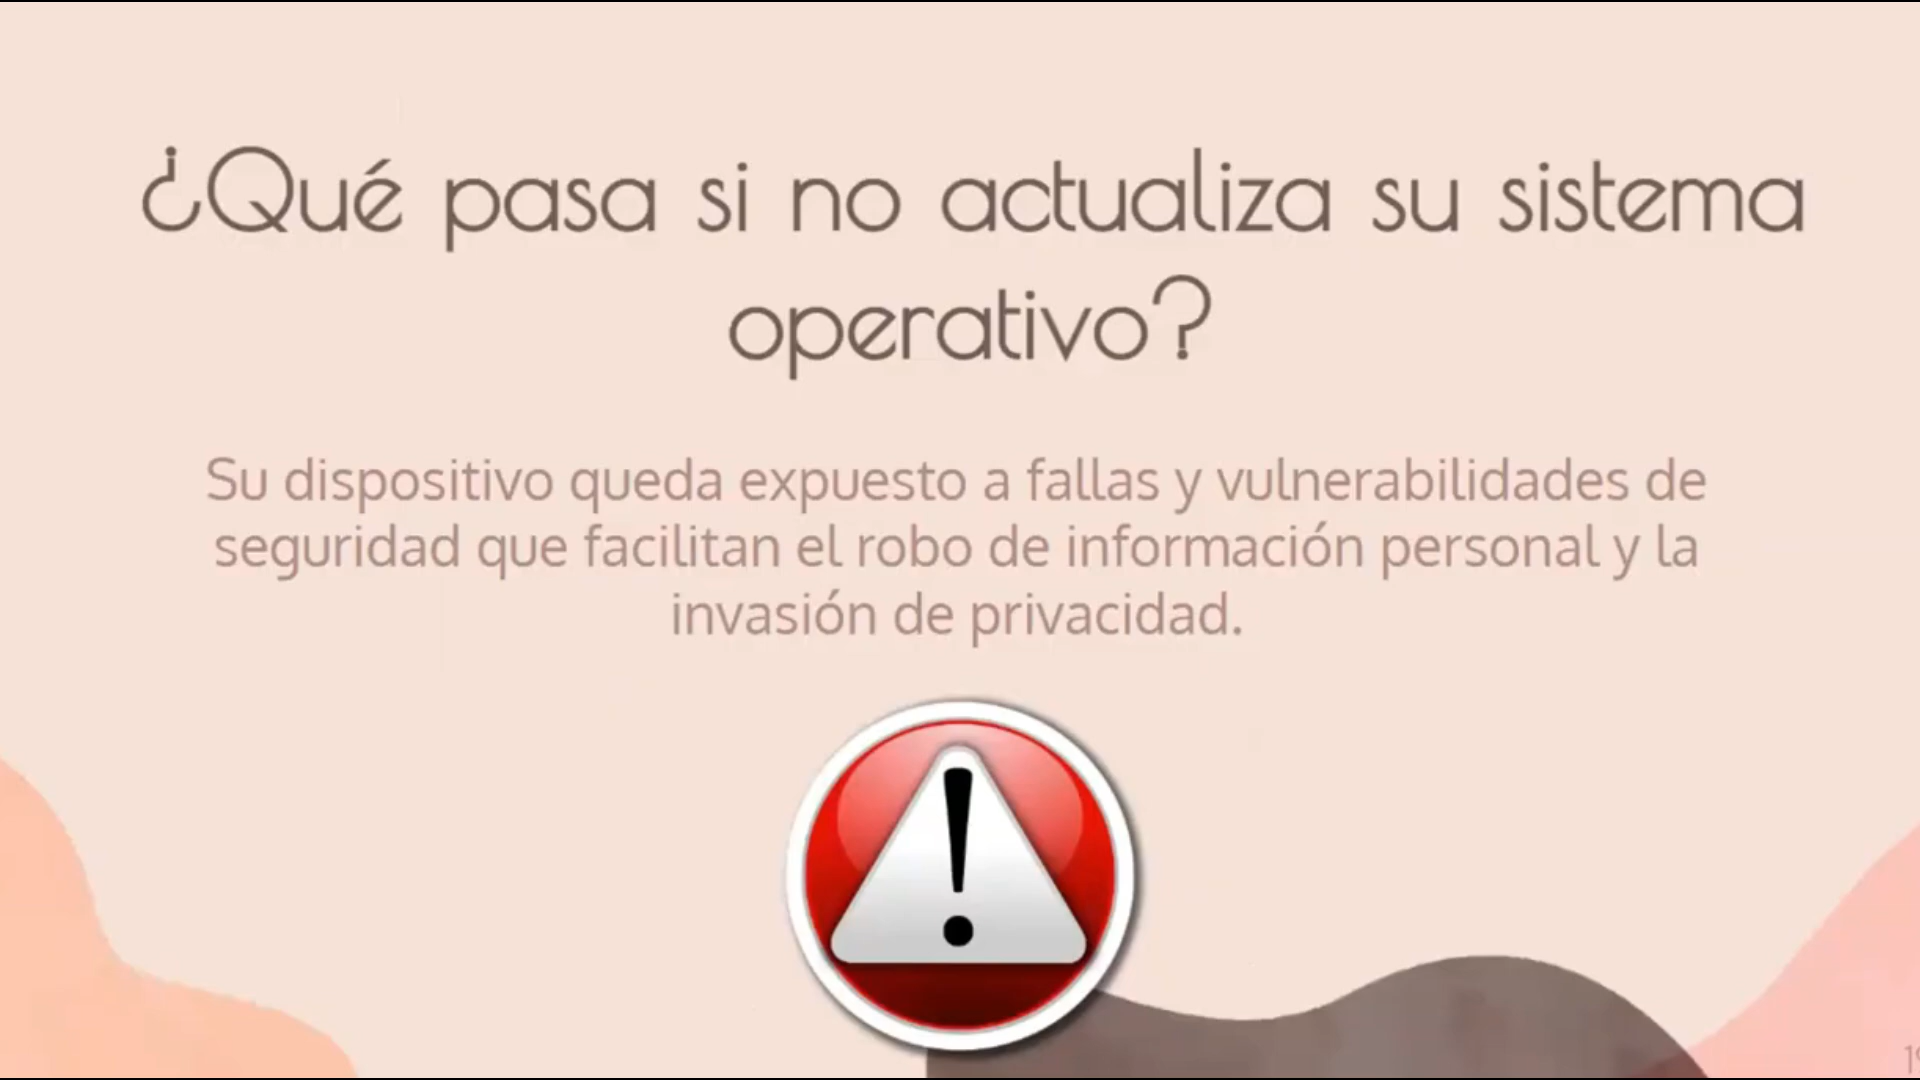 ¿Qué pasa si no actualiza su sistema
operativo?
Su dispositivo queda expuesto a fallas y vulnerabilidades de
seguridad que facilitan el robo de información personal y la
invasión de privacidad.